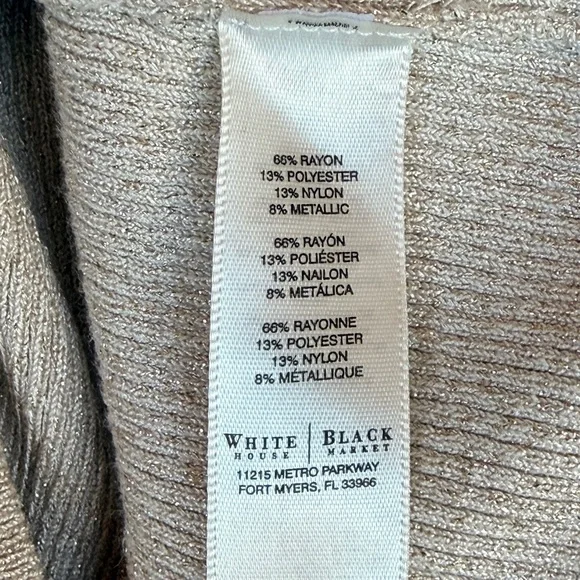 66% RAYON
13% POLYESTER
13% NYLON
8% METALLIC
66% RAYÓN
13% POLIÉSTER
13% NAILON
8% METÁLICA
66% RAYONNE
13% POLYESTER
13% NYLON
8% MÉTALLIQUE
WHITE | BLACK
HOUSE | MARKET
11215 METRO PARKWAY
FORT MYERS, FL 33966